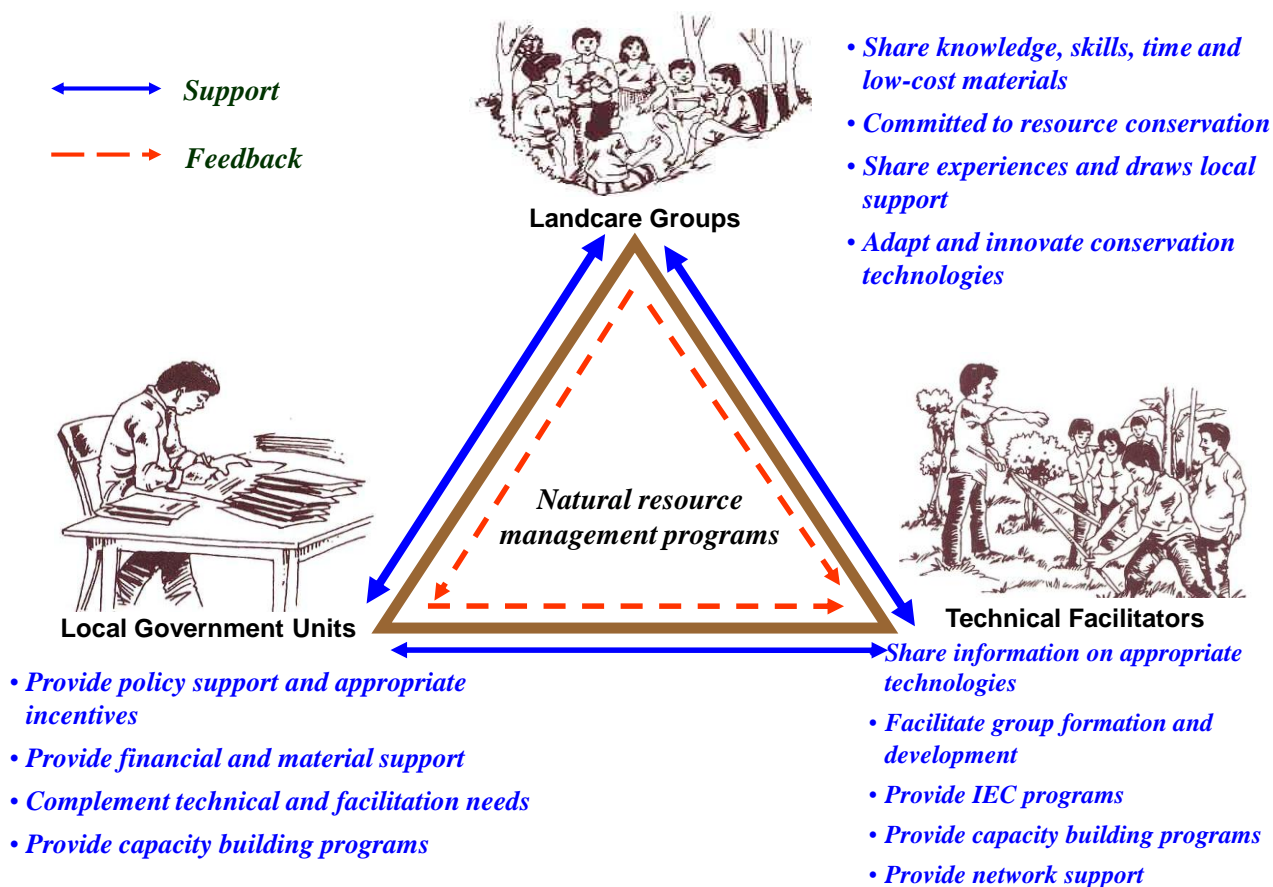 Support
Feedback
Landcare Groups
• Share knowledge, skills, time and
low-cost materials
• Committed to resource conservation
• Share experiences and draws local
support
• Adapt and innovate conservation
technologies
Natural resource
management programs
Local Government Units
• Provide policy support and appropriate
incentives
• Provide financial and material support
• Complement technical and facilitation needs
• Provide capacity building programs
Technical Facilitators
Share information on appropriate
technologies
• Facilitate group formation and
development
• Provide IEC programs
• Provide capacity building programs
• Provide network support